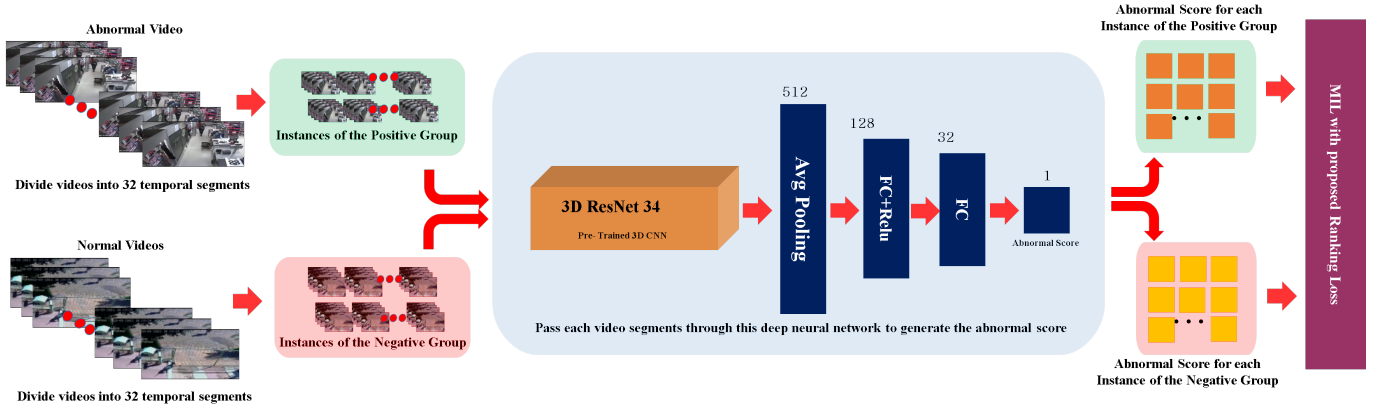 Abnormal Video
Divide videos into 32 temporal segments
Instances of the Positive Group
Normal Videos
Divide videos into 32 temporal segments
Instances of the Negative Group
3D ResNet 34
Pre- Trained 3D CNN
512
Avg Pooling
128
FC+Relu
32
FC
1
Abnormal Score
Pass each video segments through this deep neural network to generate the abnormal score
Abnormal Score for each
Instance of the Positive Group
Abnormal Score for each
Instance of the Negative Group
MIL with proposed Ranking Loss